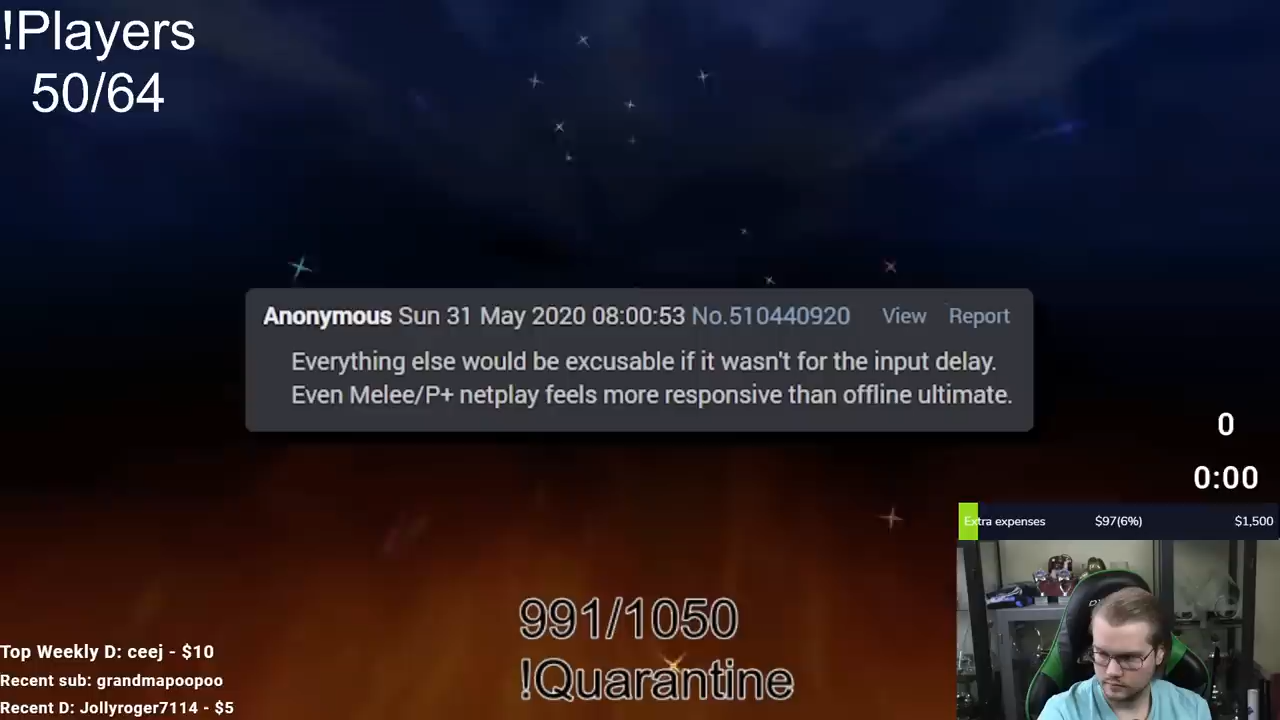 !Players
50/64
Anonymous Sun 31 May 2020 08:00:53 No.510440920 View Report
Everything else would be excusable if it wasn't for the input delay.
Even Melee/P+ netplay feels more responsive than offline ultimate.
0
0:00
Extra expenses $97(6%) $1,500
991/1050
!Quarantine
Top Weekly D: ceej - $10
Recent sub: grandmapoopoo
Recent D: Jollyroger7114 - $5